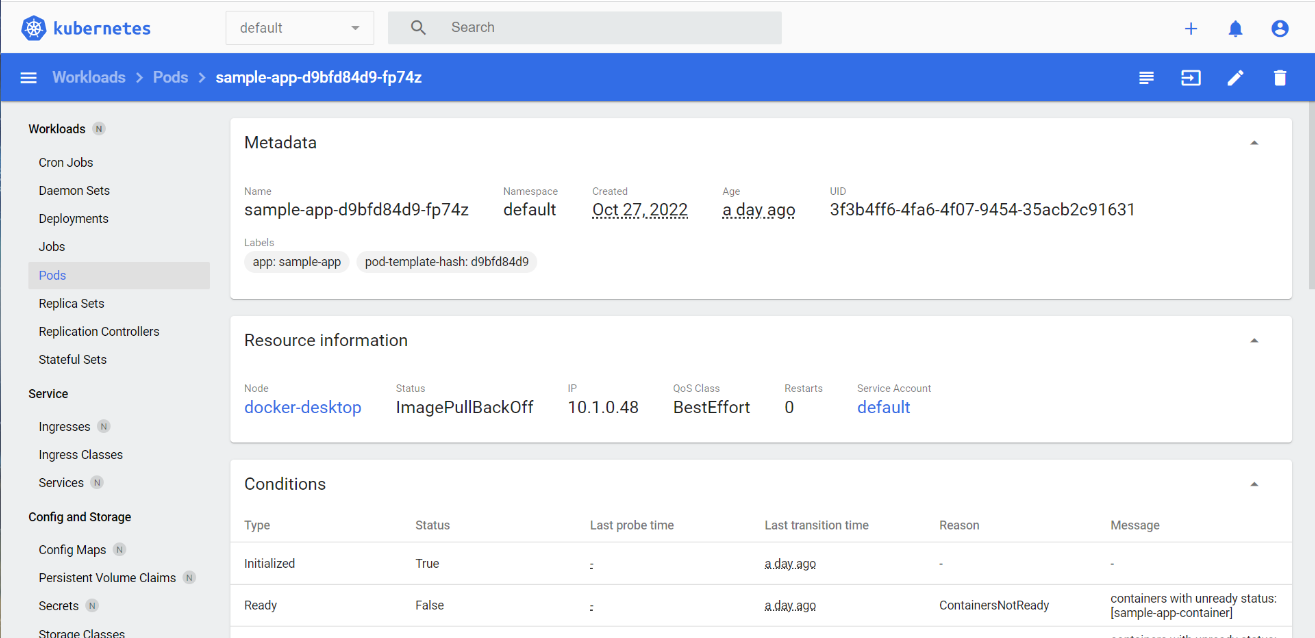 kubernetes
default
Search
Workloads > Pods > sample-app-d9bfd84d9-fp74z
Workloads N
Cron Jobs
Daemon Sets
Deployments
Jobs
Pods
Replica Sets
Replication Controllers
Stateful Sets
Service
Ingresses N
Ingress Classes
Services N
Config and Storage
Config Maps N
Persistent Volume Claims N
Secrets N
Storage Classes
Metadata
Name Namespace Created Age UID
sample-app-d9bfd84d9-fp74z default Oct 27, 2022 a day ago 3f3b4ff6-4fa6-4f07-9454-35acb2c91631
Labels
app: sample-app pod-template-hash: d9bfd84d9
Resource information
Node Status IP QoS Class Restarts Service Account
docker-desktop ImagePullBackOff 10.1.0.48 BestEffort 0 default
Conditions
Type Status Last probe time Last transition time Reason Message
Initialized True - a day ago - -
Ready False - a day ago ContainersNotReady containers with unready status:
[sample-app-container]